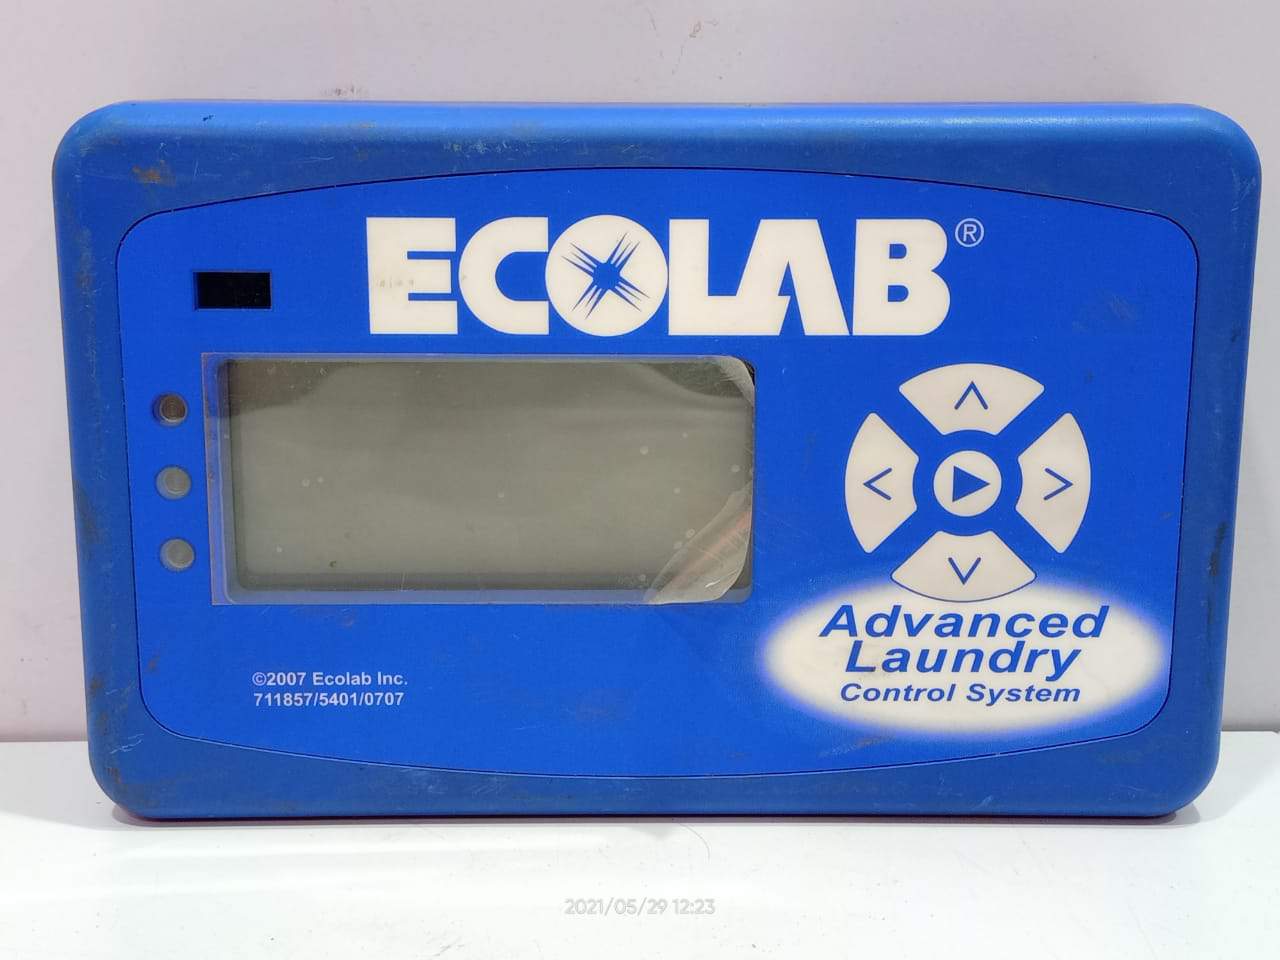 ECOLAB®
©2007 Ecolab Inc.
711857/5401/0707
Advanced
Laundry
Control System
2021/05/29 12:23